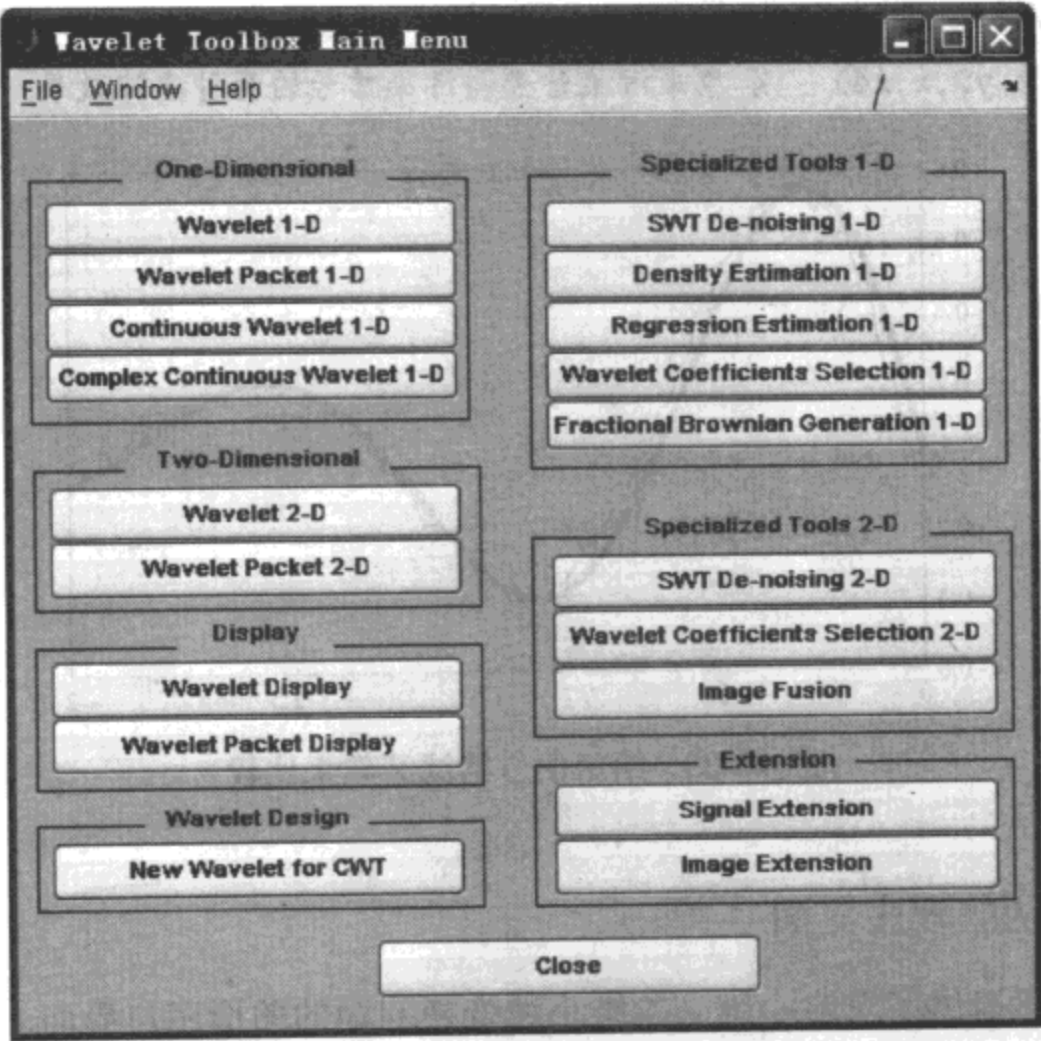 Wavelet Toolbox Main Menu
File Window Help
One-Dimensional
Wavelet 1-D
Wavelet Packet 1-D
Continuous Wavelet 1-D
Complex Continuous Wavelet 1-D
Two-Dimensional
Wavelet 2-D
Wavelet Packet 2-D
Display
Wavelet Display
Wavelet Packet Display
Wavelet Design
New Wavelet for CWT
Specialized Tools 1-D
SWT De-noising 1-D
Density Estimation 1-D
Regression Estimation 1-D
Wavelet Coefficients Selection 1-D
Fractional Brownian Generation 1-D
Specialized Tools 2-D
SWT De-noising 2-D
Wavelet Coefficients Selection 2-D
Image Fusion
Extension
Signal Extension
Image Extension
Close